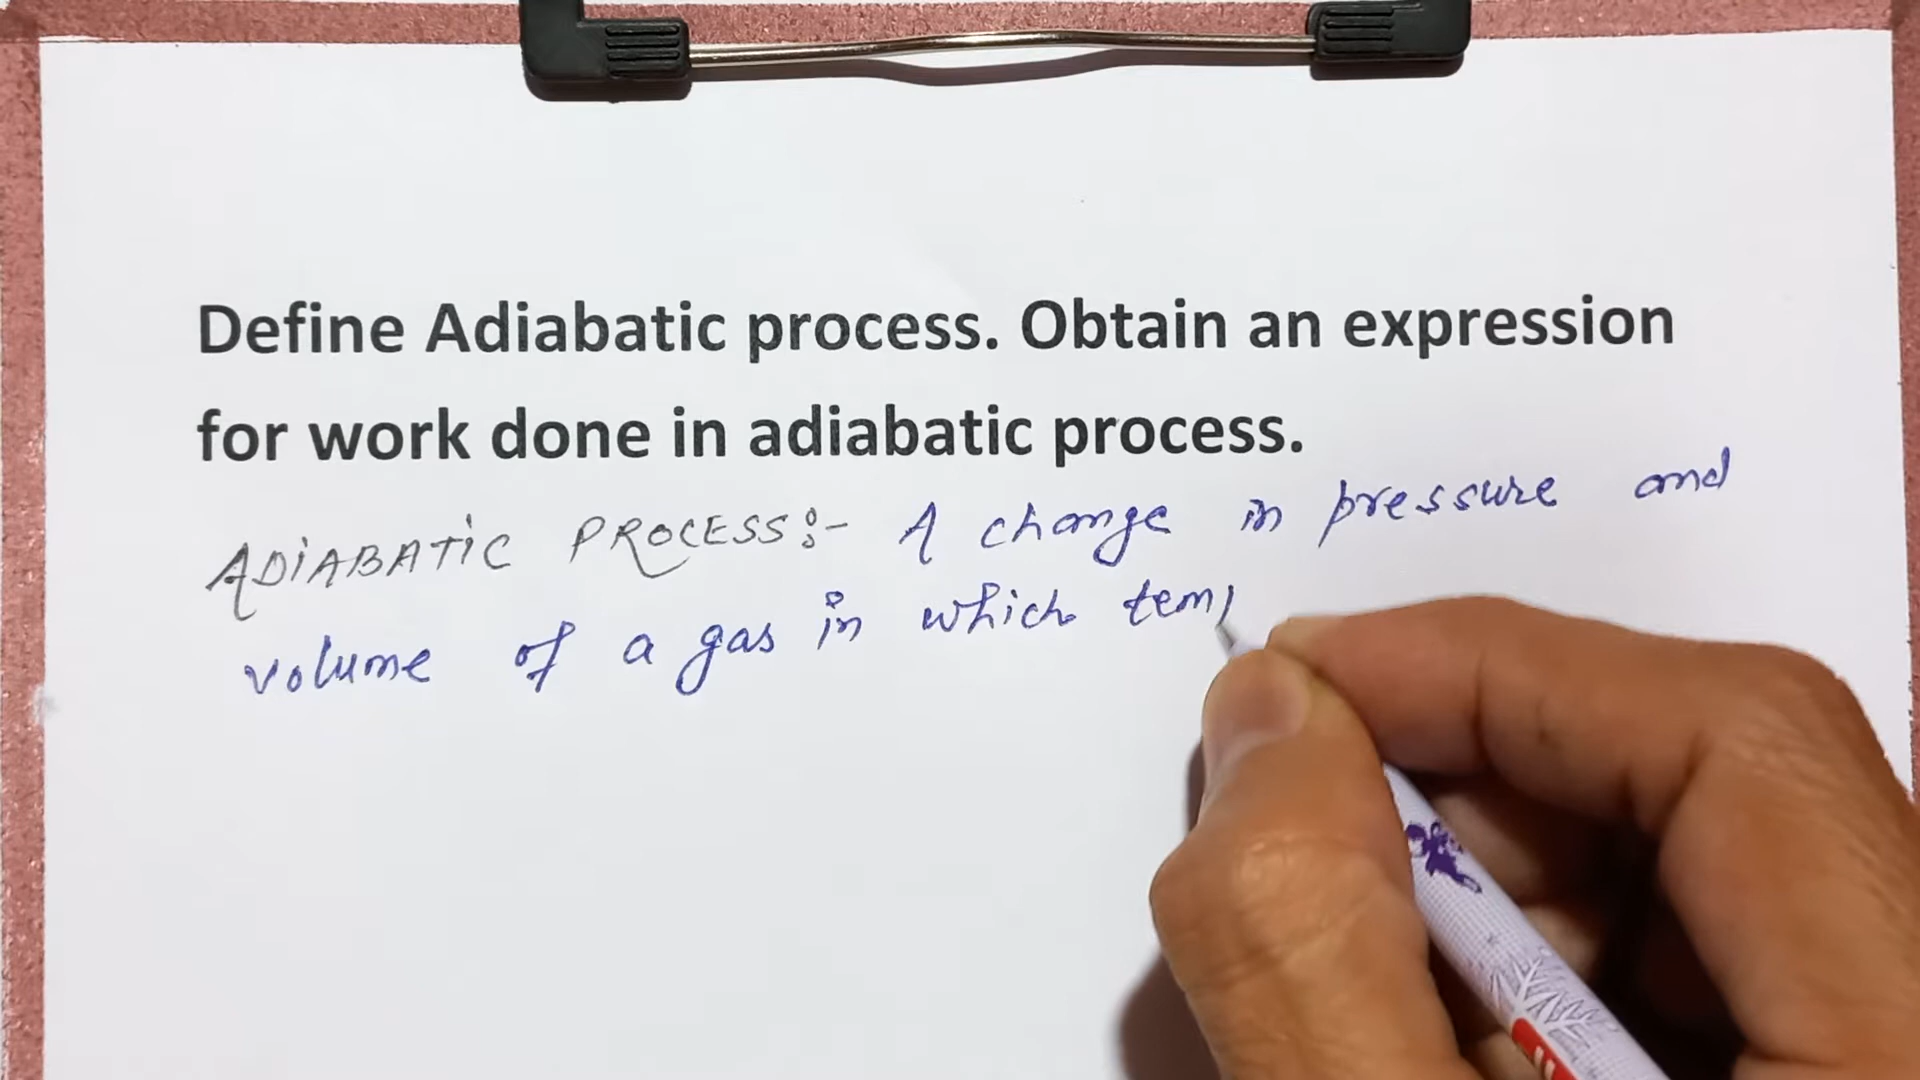 Define Adiabatic process. Obtain an expression
for work done in adiabatic process.
ADIABATIC PROCESS:- A change in pressure and
volume of a gas in which temp